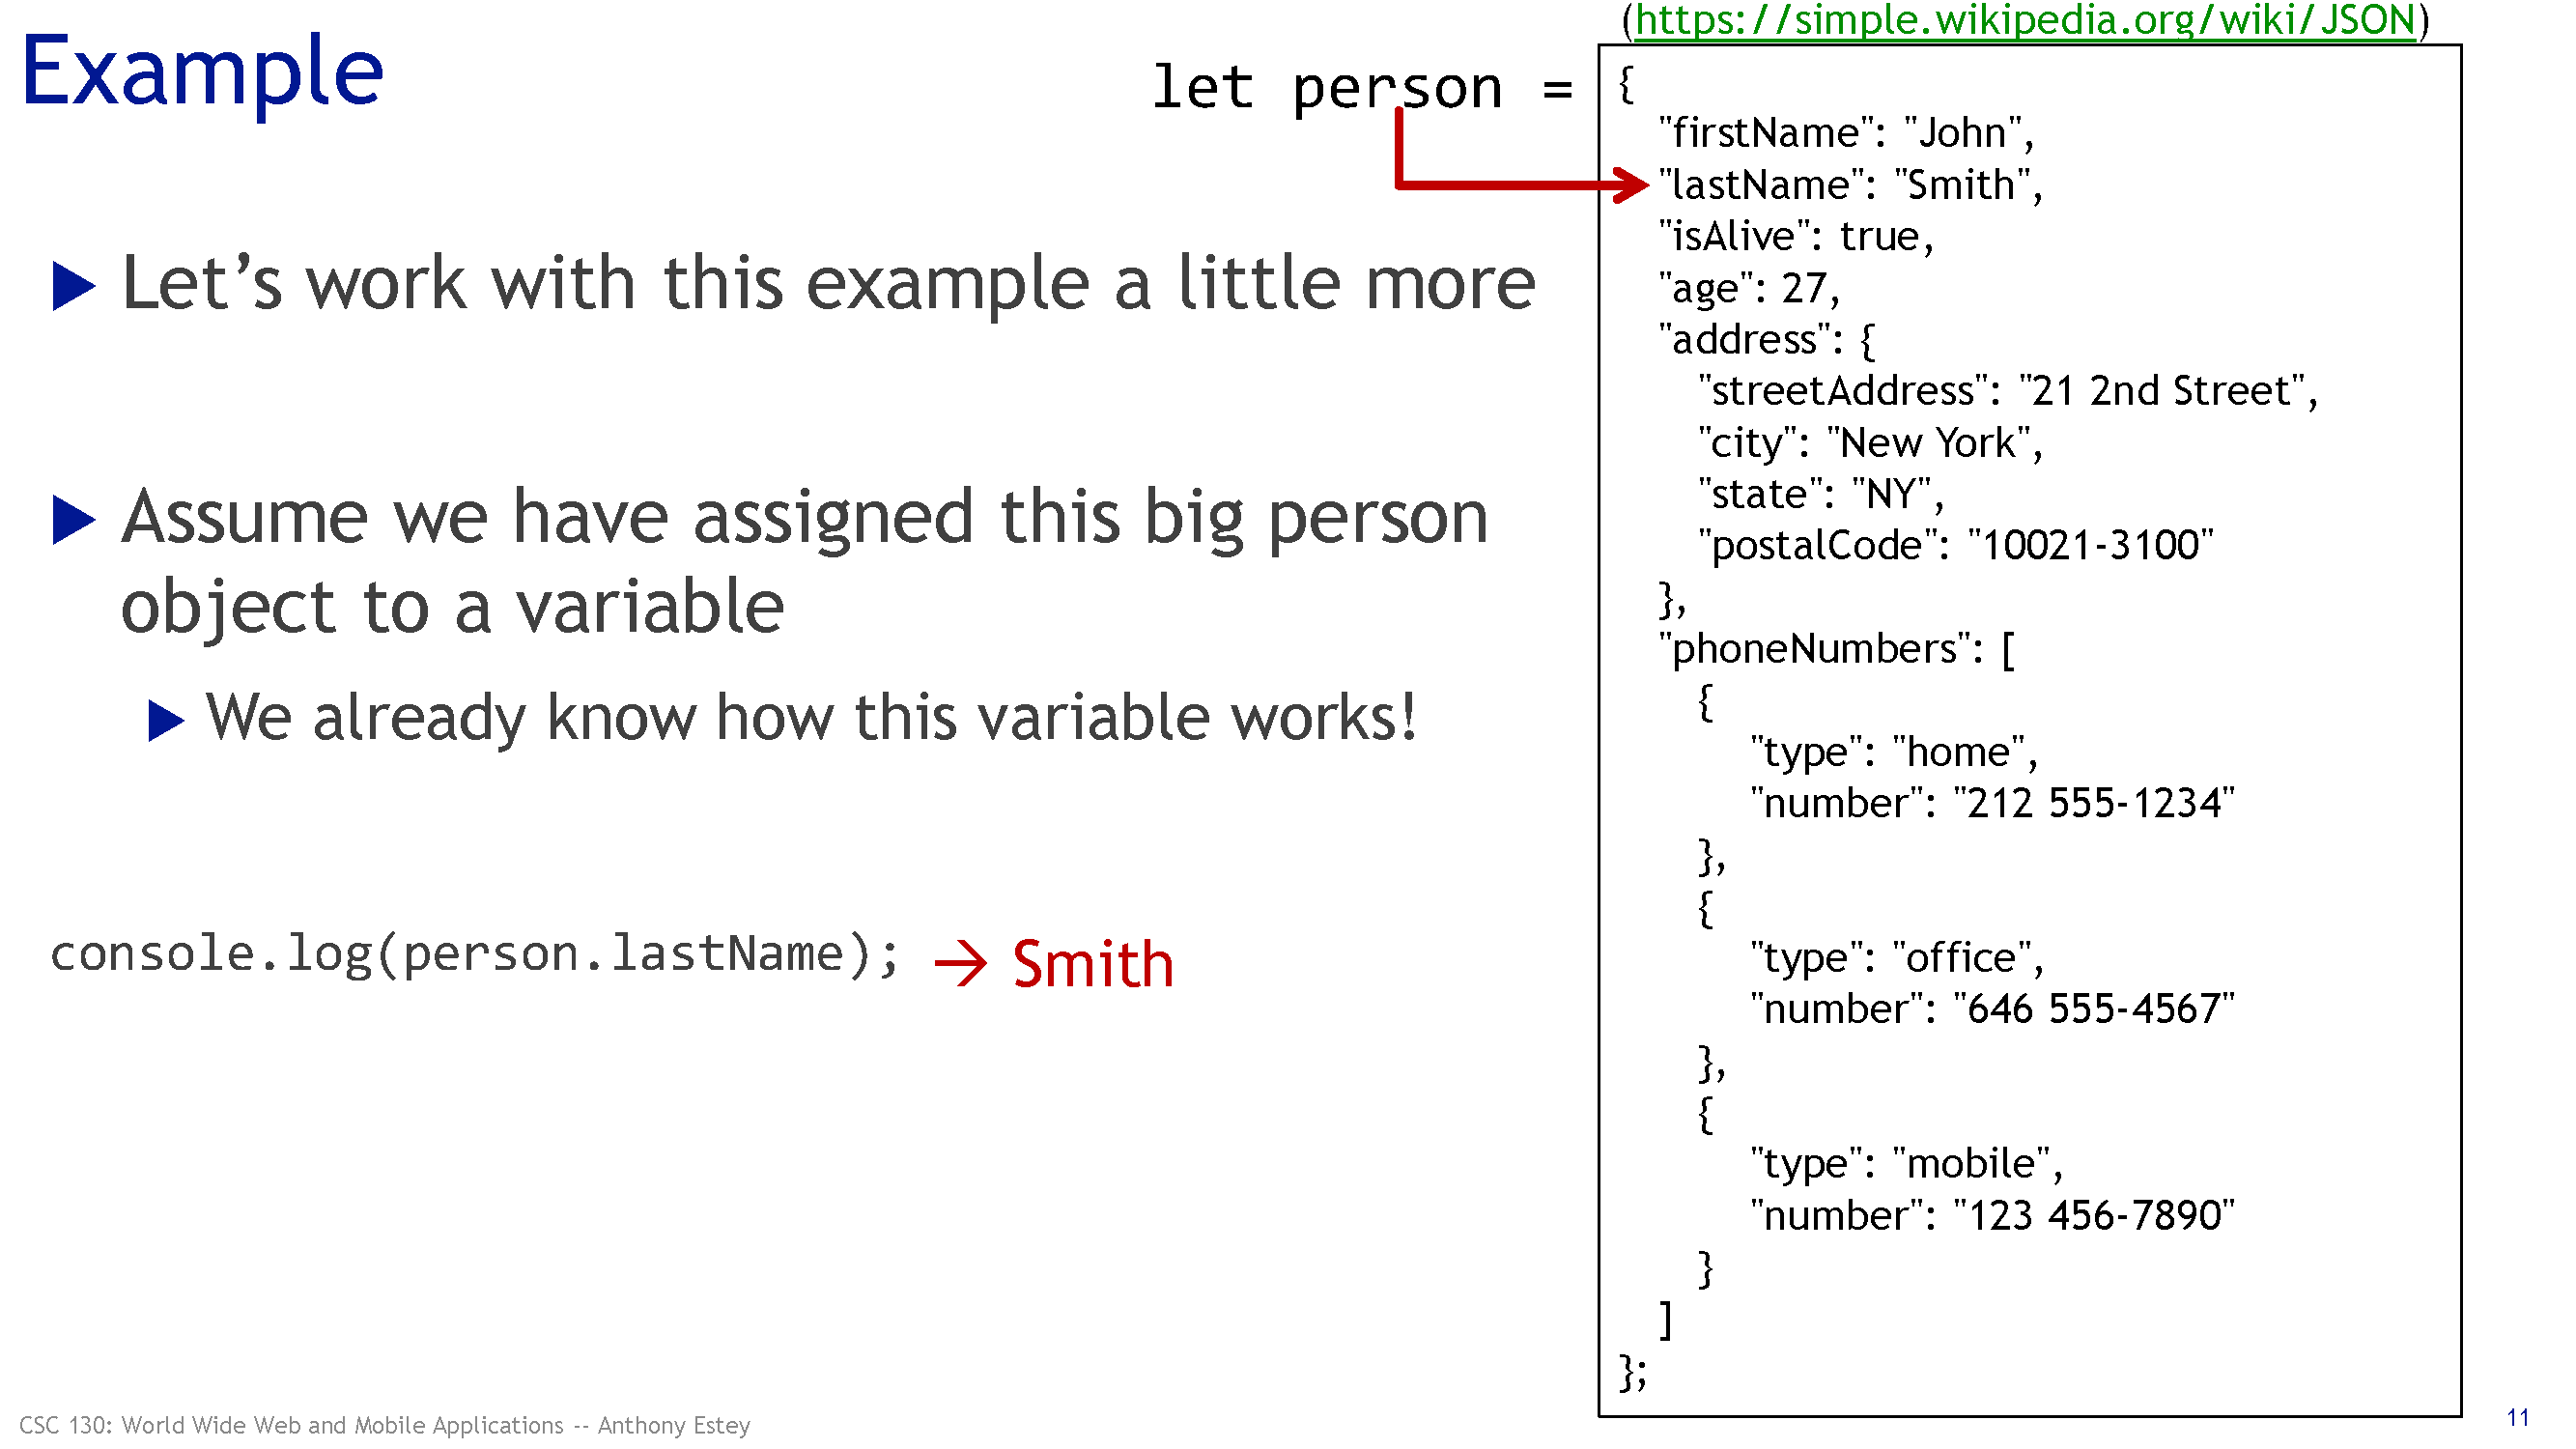 Example
Let’s work with this example a little more
Assume we have assigned this big person
object to a variable
We already know how this variable works!
console.log(person.lastName); → Smith
(https://simple.wikipedia.org/wiki/JSON)
let person = {
"firstName": "John",
"lastName": "Smith",
"isAlive": true,
"age": 27,
"address": {
"streetAddress": "21 2nd Street",
"city": "New York",
"state": "NY",
"postalCode": "10021-3100"
},
"phoneNumbers": [
{
"type": "home",
"number": "212 555-1234"
},
{
"type": "office",
"number": "646 555-4567"
},
{
"type": "mobile",
"number": "123 456-7890"
}
]
};
CSC 130: World Wide Web and Mobile Applications -- Anthony Estey
11